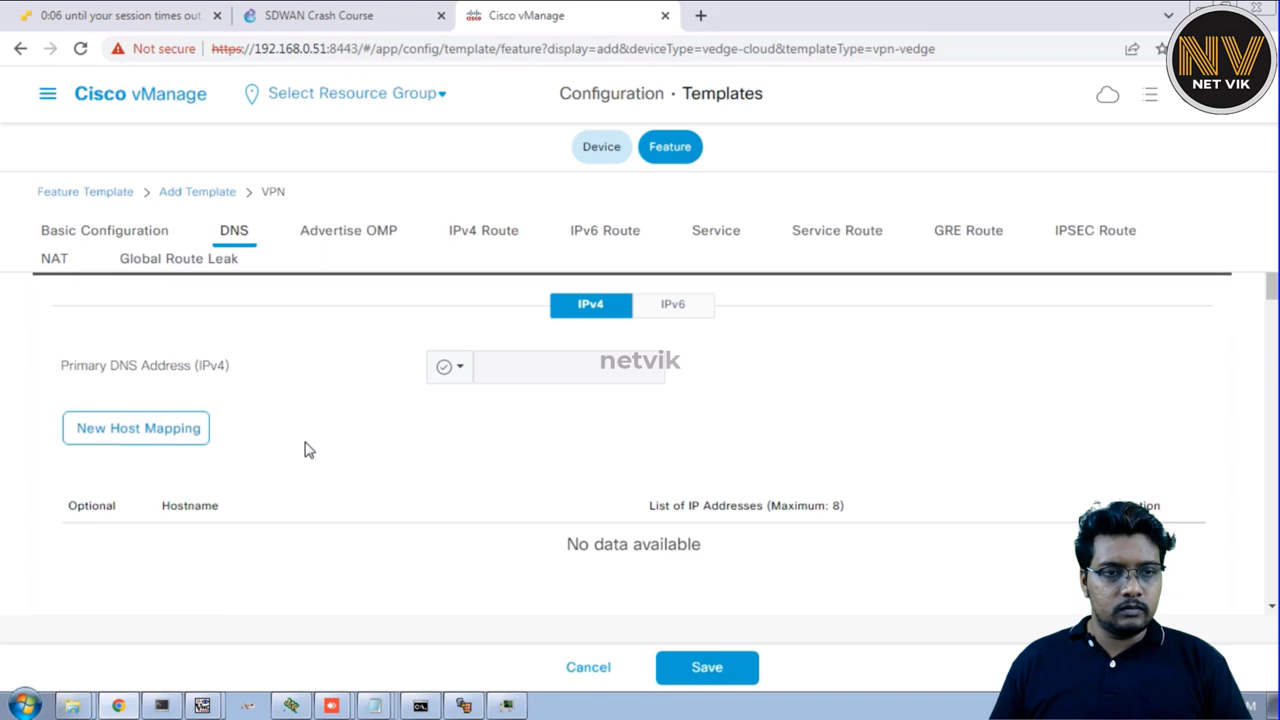 0:06 until your session times out
SDWAN Crash Course
Cisco vManage
Not secure
https://192.168.0.51:8443/#/app/config/template/feature?display=add&deviceType=vedge-cloud&templateType=vpn-vedge
NV
NET VIK
Cisco vManage
Select Resource Group
Configuration · Templates
Device
Feature
Feature Template > Add Template > VPN
Basic Configuration
DNS
Advertise OMP
IPv4 Route
IPv6 Route
Service
Service Route
GRE Route
IPSEC Route
NAT
Global Route Leak
IPv4
IPv6
Primary DNS Address (IPv4)
netvik
New Host Mapping
Optional
Hostname
List of IP Addresses (Maximum: 8)
No data available
Cancel
Save